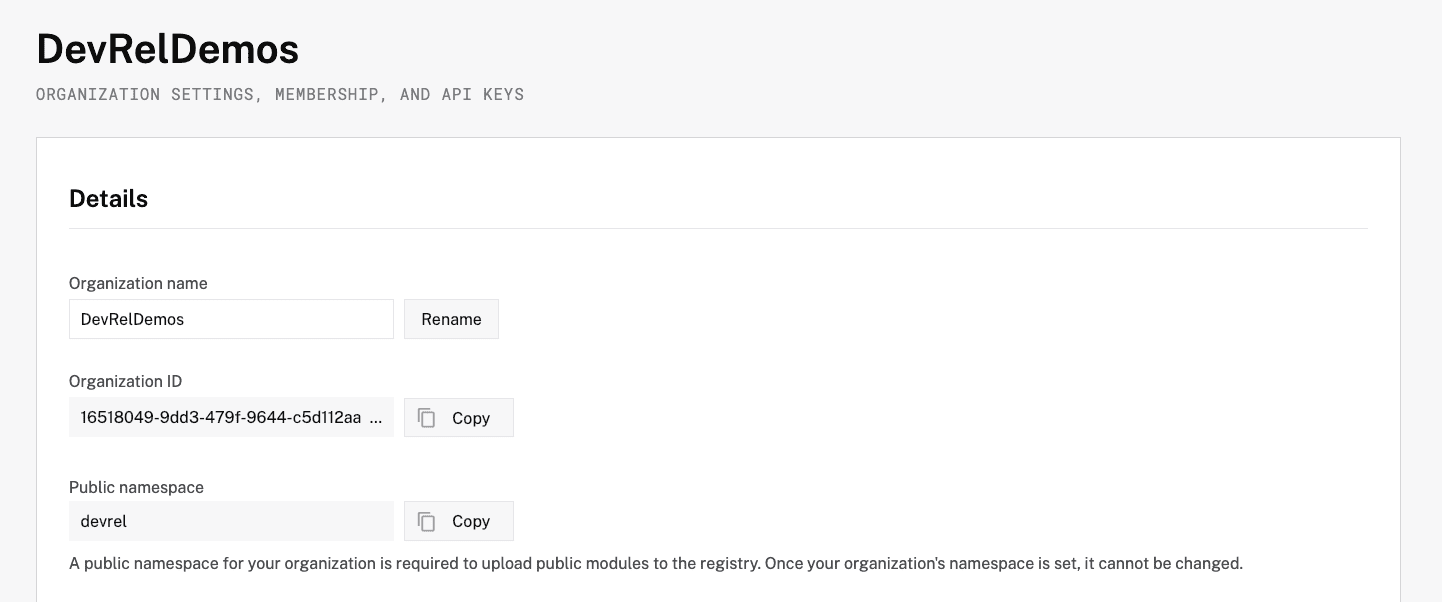 DevRelDemos
ORGANIZATION SETTINGS, MEMBERSHIP, AND API KEYS
Details
Organization name
DevRelDemos
Rename
Organization ID
16518049-9dd3-479f-9644-c5d112aa ...
Copy
Public namespace
devrel
Copy
A public namespace for your organization is required to upload public modules to the registry. Once your organization's namespace is set, it cannot be changed.